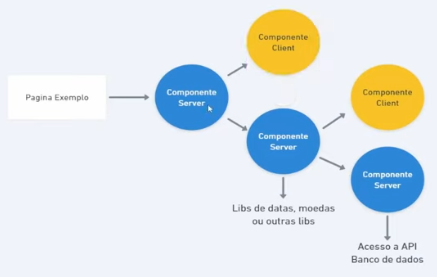 Componente
Client
Pagina Exemplo
Componente
Server
Componente
Client
Componente
Server
Componente
Server
Libs de datas, moedas
ou outras libs
Acesso a API
Banco de dados